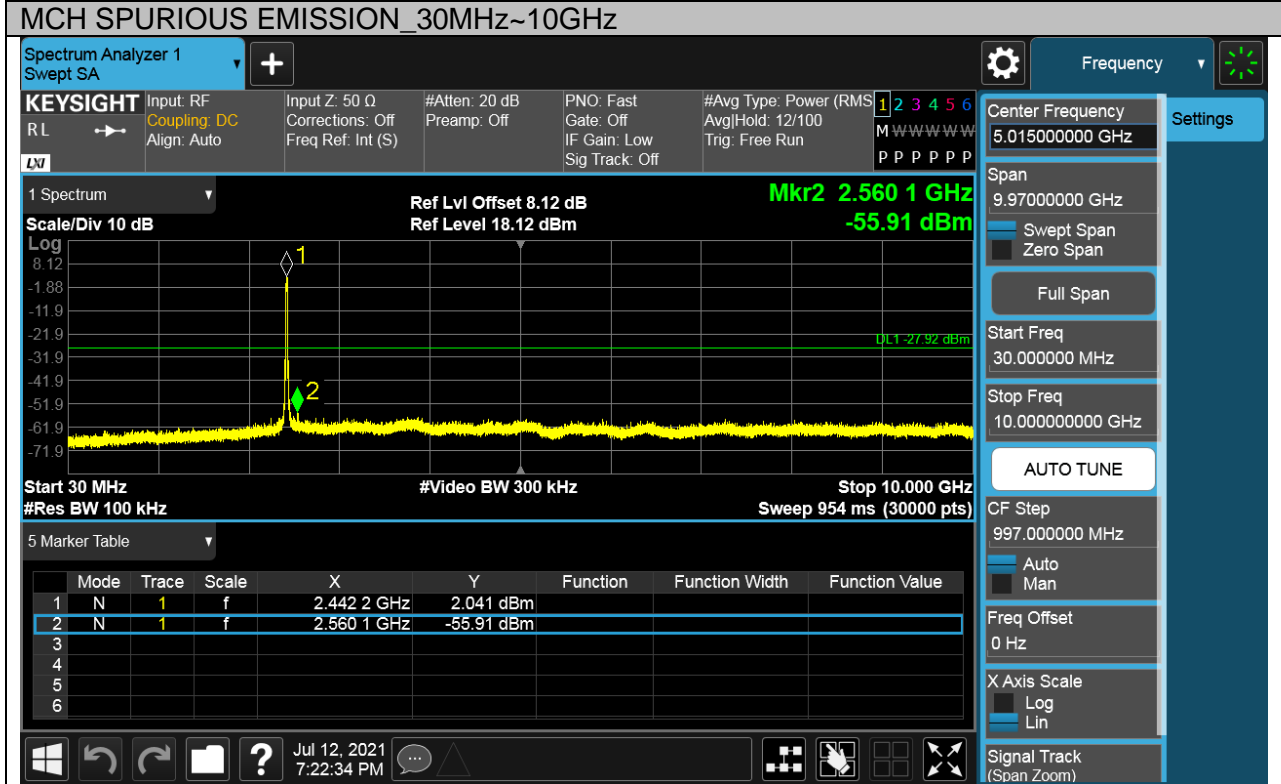 MCH SPURIOUS EMISSION_30MHz~10GHz
Spectrum Analyzer 1
Swept SA
+
Frequency
KEYSIGHT
RL
LXI
Input: RF
Coupling: DC
Align: Auto
Input Z: 50 Ω
Corrections: Off
Freq Ref: Int (S)
#Atten: 20 dB
Preamp: Off
PNO: Fast
Gate: Off
IF Gain: Low
Sig Track: Off
#Avg Type: Power (RMS
Avg|Hold: 12/100
Trig: Free Run
1 2 3 4 5 6
M W W W W W
P P P P P P
1 Spectrum
Scale/Div 10 dB
Ref Lvl Offset 8.12 dB
Ref Level 18.12 dBm
Mkr2 2.560 1 GHz
-55.91 dBm
Log
8.12
-1.88
-11.9
-21.9
-31.9
-41.9
-51.9
-61.9
-71.9
1
2
DL1 -27.92 dBm
Start 30 MHz
#Video BW 300 kHz
Stop 10.000 GHz
#Res BW 100 kHz
Sweep 954 ms (30000 pts)
5 Marker Table
Mode Trace Scale X Y Function Function Width Function Value
1 N 1 f 2.442 2 GHz 2.041 dBm
2 N 1 f 2.560 1 GHz -55.91 dBm
3
4
5
6
?
Jul 12, 2021
7:22:34 PM
Center Frequency
5.015000000 GHz
Settings
Span
9.97000000 GHz
Swept Span
Zero Span
Full Span
Start Freq
30.000000 MHz
Stop Freq
10.000000000 GHz
AUTO TUNE
CF Step
997.000000 MHz
Auto
Man
Freq Offset
0 Hz
X Axis Scale
Log
Lin
Signal Track
(Span Zoom)